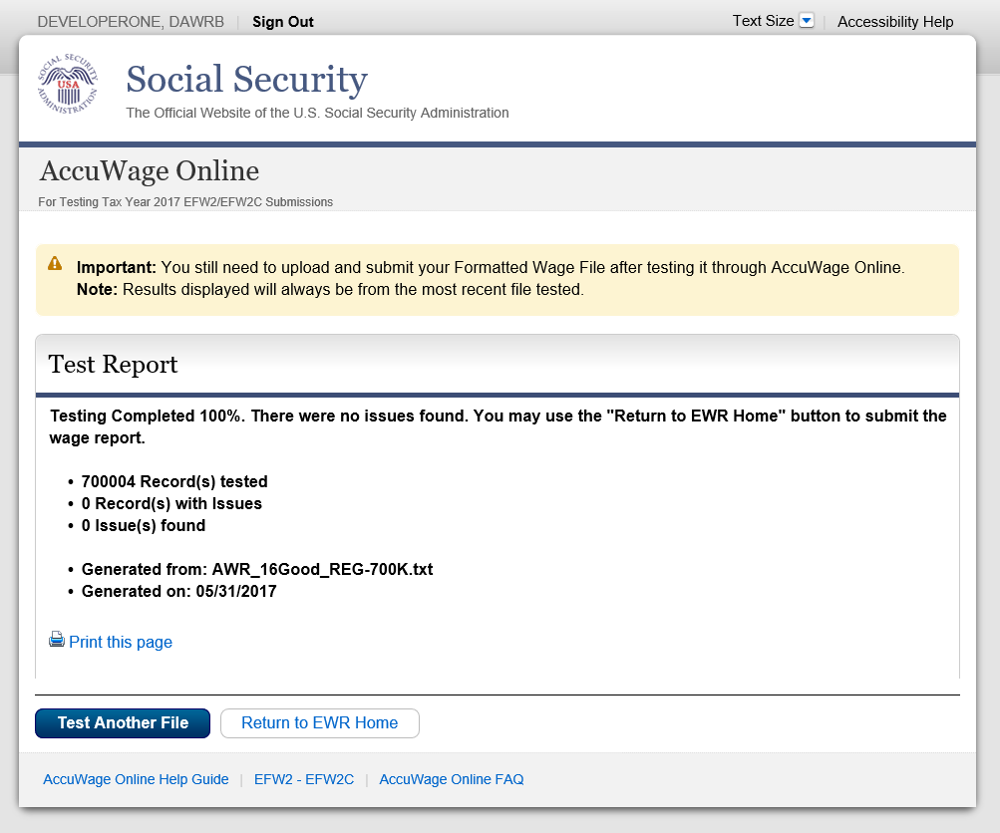 DEVELOPERONE, DAWRB | Sign Out Text Size | Accessibility Help
SOCIAL SECURITY ADMINISTRATION
USA
Social Security
The Official Website of the U.S. Social Security Administration
AccuWage Online
For Testing Tax Year 2017 EFW2/EFW2C Submissions
Important: You still need to upload and submit your Formatted Wage File after testing it through AccuWage Online.
Note: Results displayed will always be from the most recent file tested.
Test Report
Testing Completed 100%. There were no issues found. You may use the "Return to EWR Home" button to submit the
wage report.
• 700004 Record(s) tested
• 0 Record(s) with Issues
• 0 Issue(s) found
• Generated from: AWR_16Good_REG-700K.txt
• Generated on: 05/31/2017
Print this page
Test Another File Return to EWR Home
AccuWage Online Help Guide | EFW2 - EFW2C | AccuWage Online FAQ